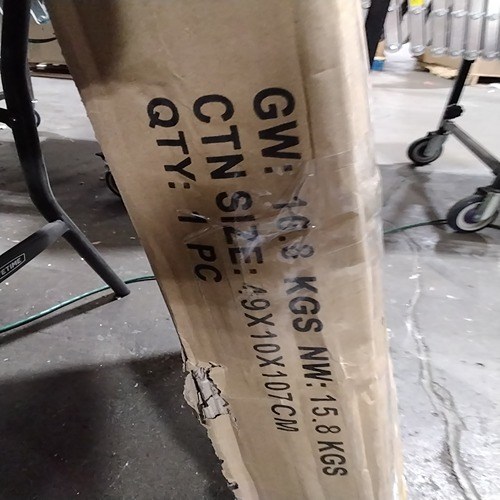 GW: 16.8 KGS NW: 15.8 KGS
CTN SIZE: 49X10X107CM
QTY: 1 PC